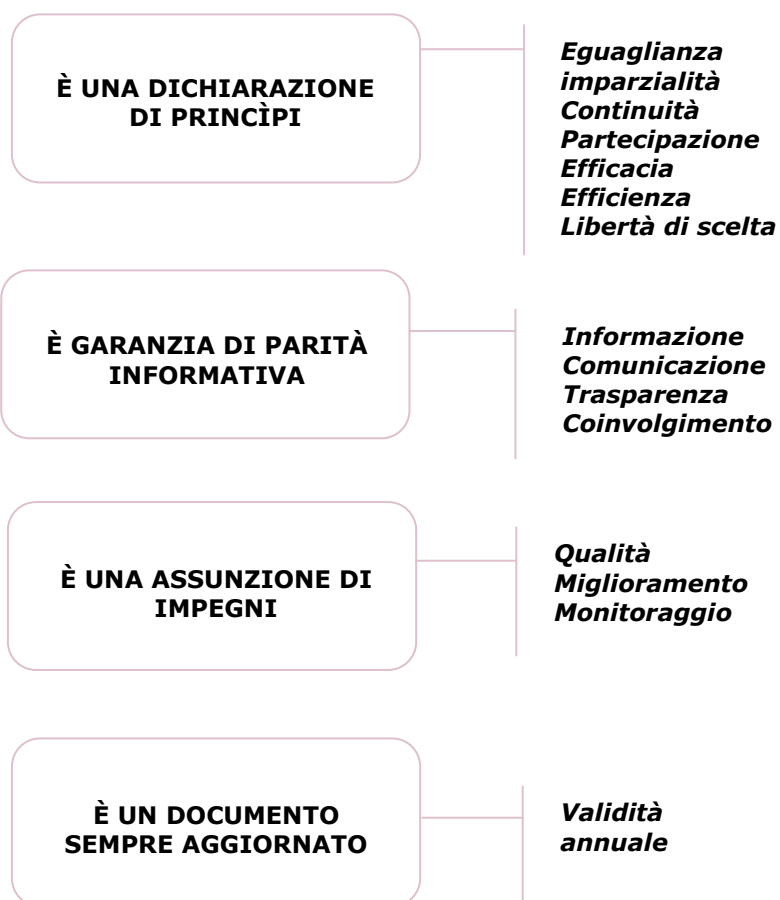 È UNA DICHIARAZIONE
DI PRINCÌPI
Eguaglianza
imparzialità
Continuità
Partecipazione
Efficacia
Efficienza
Libertà di scelta
È GARANZIA DI PARITÀ
INFORMATIVA
Informazione
Comunicazione
Trasparenza
Coinvolgimento
È UNA ASSUNZIONE DI
IMPEGNI
Qualità
Miglioramento
Monitoraggio
È UN DOCUMENTO
SEMPRE AGGIORNATO
Validità
annuale